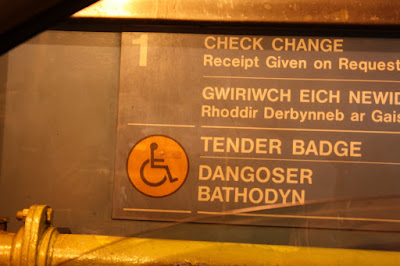 1
CHECK CHANGE
Receipt Given on Request
GWIRIWCH EICH NEWID
Rhoddir Derbynneb ar Gais
TENDER BADGE
DANGOSER
BATHODYN